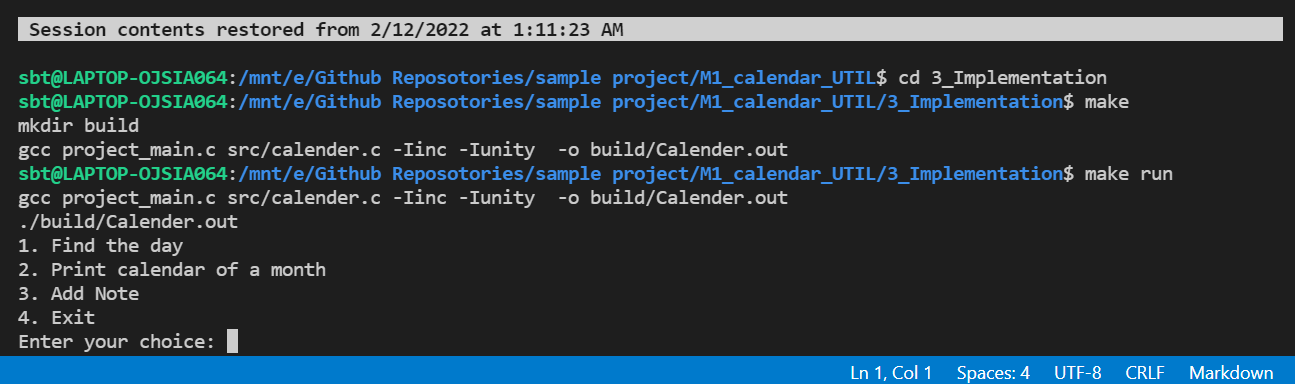 Session contents restored from 2/12/2022 at 1:11:23 AM
sbt@LAPTOP-OJSIA064:/mnt/e/Github Reposotories/sample project/M1_calendar_UTIL$ cd 3_Implementation
sbt@LAPTOP-OJSIA064:/mnt/e/Github Reposotories/sample project/M1_calendar_UTIL/3_Implementation$ make
mkdir build
gcc project_main.c src/calender.c -Iinc -Iunity  -o build/Calender.out
sbt@LAPTOP-OJSIA064:/mnt/e/Github Reposotories/sample project/M1_calendar_UTIL/3_Implementation$ make run
gcc project_main.c src/calender.c -Iinc -Iunity  -o build/Calender.out
./build/Calender.out
1. Find the day
2. Print calendar of a month
3. Add Note
4. Exit
Enter your choice:
Ln 1, Col 1 Spaces: 4 UTF-8 CRLF Markdown